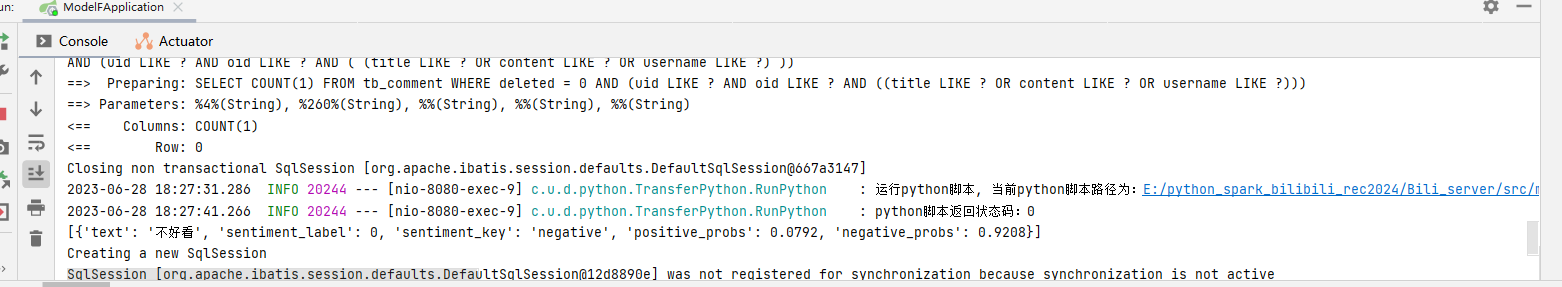 un:
ModelFApplication
Console
Actuator
AND (uid LIKE ? AND oid LIKE ? AND ( (title LIKE ? OR content LIKE ? OR username LIKE ?) ))
==>  Preparing: SELECT COUNT(1) FROM tb_comment WHERE deleted = 0 AND (uid LIKE ? AND oid LIKE ? AND ((title LIKE ? OR content LIKE ? OR username LIKE ?)))
==> Parameters: %4%(String), %260%(String), %%(String), %%(String), %%(String)
<==    Columns: COUNT(1)
<==        Row: 0
Closing non transactional SqlSession [org.apache.ibatis.session.defaults.DefaultSqlSession@667a3147]
2023-06-28 18:27:31.286  INFO 20244 --- [nio-8080-exec-9] c.u.d.python.TransferPython.RunPython    : 运行python脚本, 当前python脚本路径为：E:/python_spark_bilibili_rec2024/Bili_server/src/m
2023-06-28 18:27:41.266  INFO 20244 --- [nio-8080-exec-9] c.u.d.python.TransferPython.RunPython    : python脚本返回状态码：0
[{'text': '不好看', 'sentiment_label': 0, 'sentiment_key': 'negative', 'positive_probs': 0.0792, 'negative_probs': 0.9208}]
Creating a new SqlSession
SqlSession [org.apache.ibatis.session.defaults.DefaultSqlSession@12d8890e] was not registered for synchronization because synchronization is not active